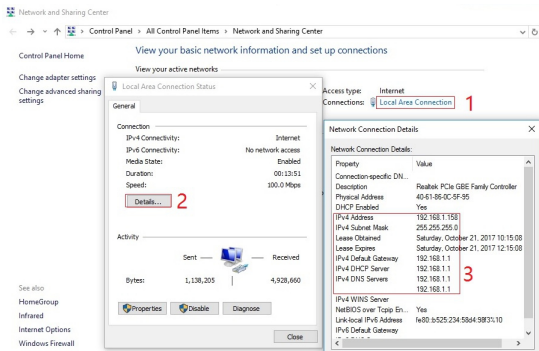 Network and Sharing Center
Control Panel > All Control Panel Items > Network and Sharing Center
Control Panel Home
Change adapter settings
Change advanced sharing settings
View your basic network information and set up connections
View your active networks
Access type: Internet
Connections: Local Area Connection
1
Local Area Connection Status
General
Connection
IPv4 Connectivity: Internet
IPv6 Connectivity: No network access
Media State: Enabled
Duration: 00:13:51
Speed: 100.0 Mbps
Details...
2
Activity
Sent Received
Bytes: 1,138,205 4,928,660
Properties Disable Diagnose
Close
Network Connection Details
Network Connection Details:
Property Value
Connection-specific DN...
Description Realtek PCIe GBE Family Controller
Physical Address 40-61-86-0C-5F-95
DHCP Enabled Yes
IPv4 Address 192.168.1.158
IPv4 Subnet Mask 255.255.255.0
Lease Obtained Saturday, October 21, 2017 10:15:08
Lease Expires Saturday, October 21, 2017 12:15:08
IPv4 Default Gateway 192.168.1.1
IPv4 DHCP Server 192.168.1.1
IPv4 DNS Servers 192.168.1.1
192.168.1.1
3
IPv4 WINS Server
NetBIOS over Tcpip En... Yes
Link-local IPv6 Address fe80::b525:234:58d4:98f3%10
IPv6 Default Gateway
See also
HomeGroup
Infrared
Internet Options
Windows Firewall